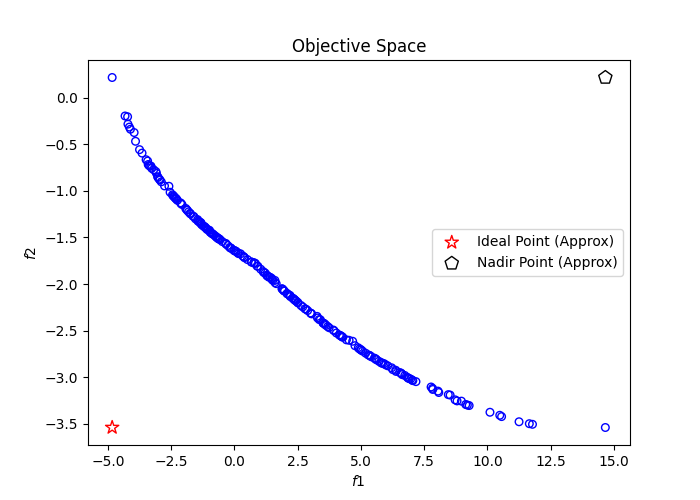 Objective Space
0.0
−0.5
−1.0
−1.5
−2.0
−2.5
−3.0
−3.5
f2
Ideal Point (Approx)
Nadir Point (Approx)
−5.0 −2.5 0.0 2.5 5.0 7.5 10.0 12.5 15.0
f1